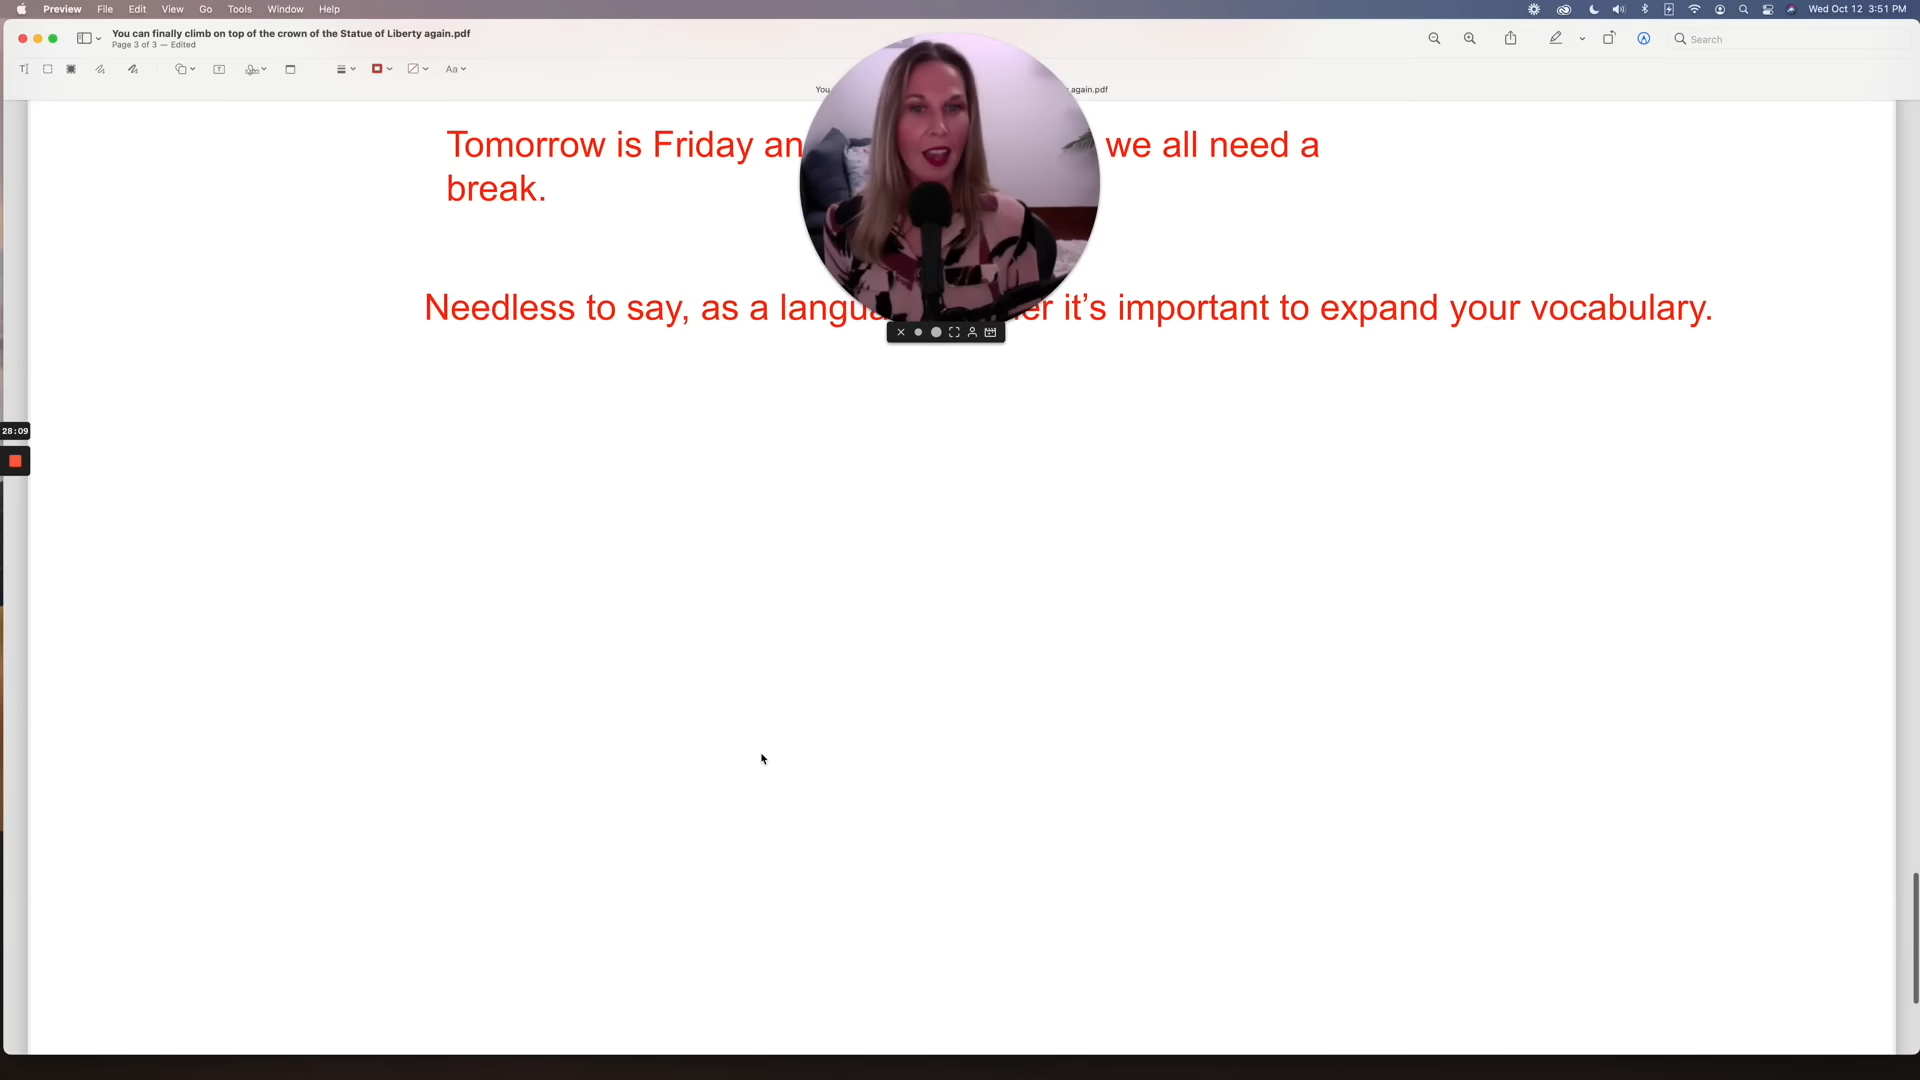 Preview File Edit View Go Tools Window Help Wed Oct 12 3:51 PM
You can finally climb on top of the crown of the Statue of Liberty again.pdf
Page 3 of 3 — Edited
Search
Aa
You again.pdf
Tomorrow is Friday an we all need a
break.
Needless to say, as a langua er it's important to expand your vocabulary.
28:09